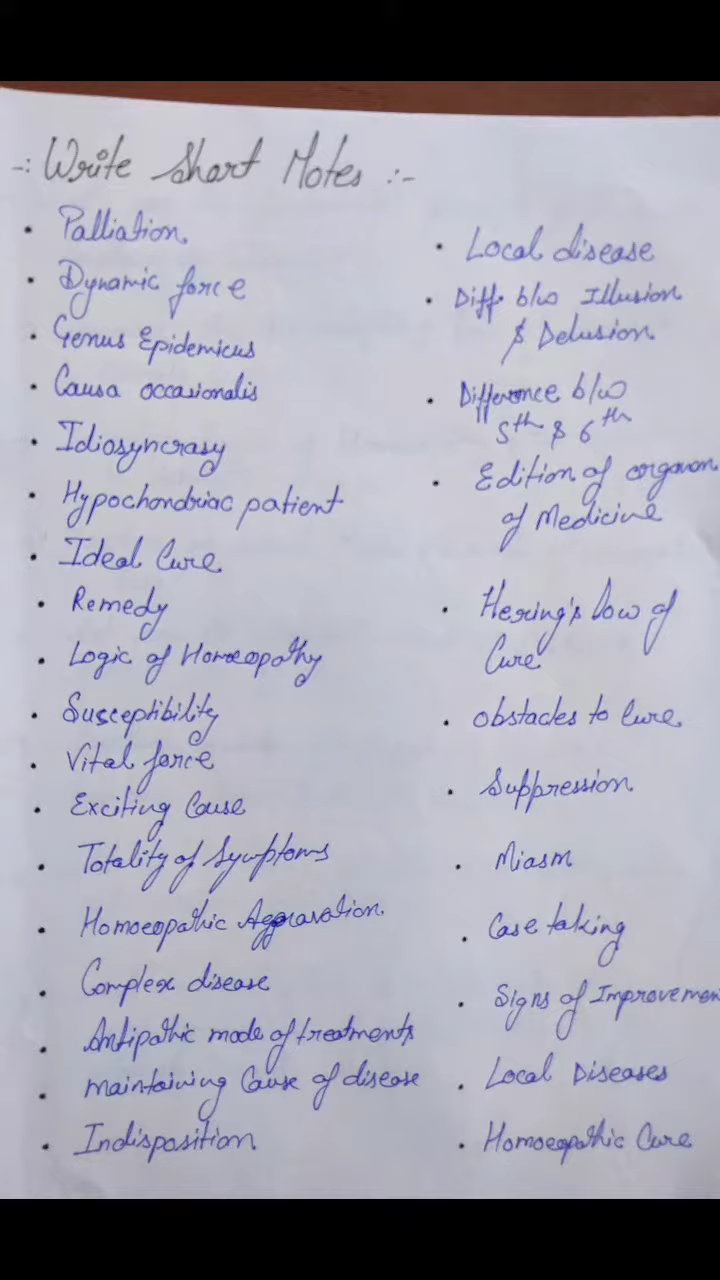 -: Write Short Notes :-
• Palliation.
• Dynamic force
• Genus Epidemicus
• Causa occasionalis
• Idiosyncrasy
• Hypochondriac patient
• Ideal Cure.
• Remedy
• Logic of Homoeopathy
• Susceptibility
• Vital force
• Exciting Cause
• Totality of Symptoms
• Homoeopathic Aggravation.
• Complex disease
• Antipathic mode of treatments
• maintaining Cause of disease
• Indisposition
• Local disease
• Diff. b/w Illusion
& Delusion
• Difference b/w
5th & 6th
• Edition of organon
of Medicine
• Hering's Low of
Cure
• obstacles to Cure.
• Suppression
• Miasm
• Case taking
• Signs of Improvemen
• Local Diseases
• Homoeopathic Cure